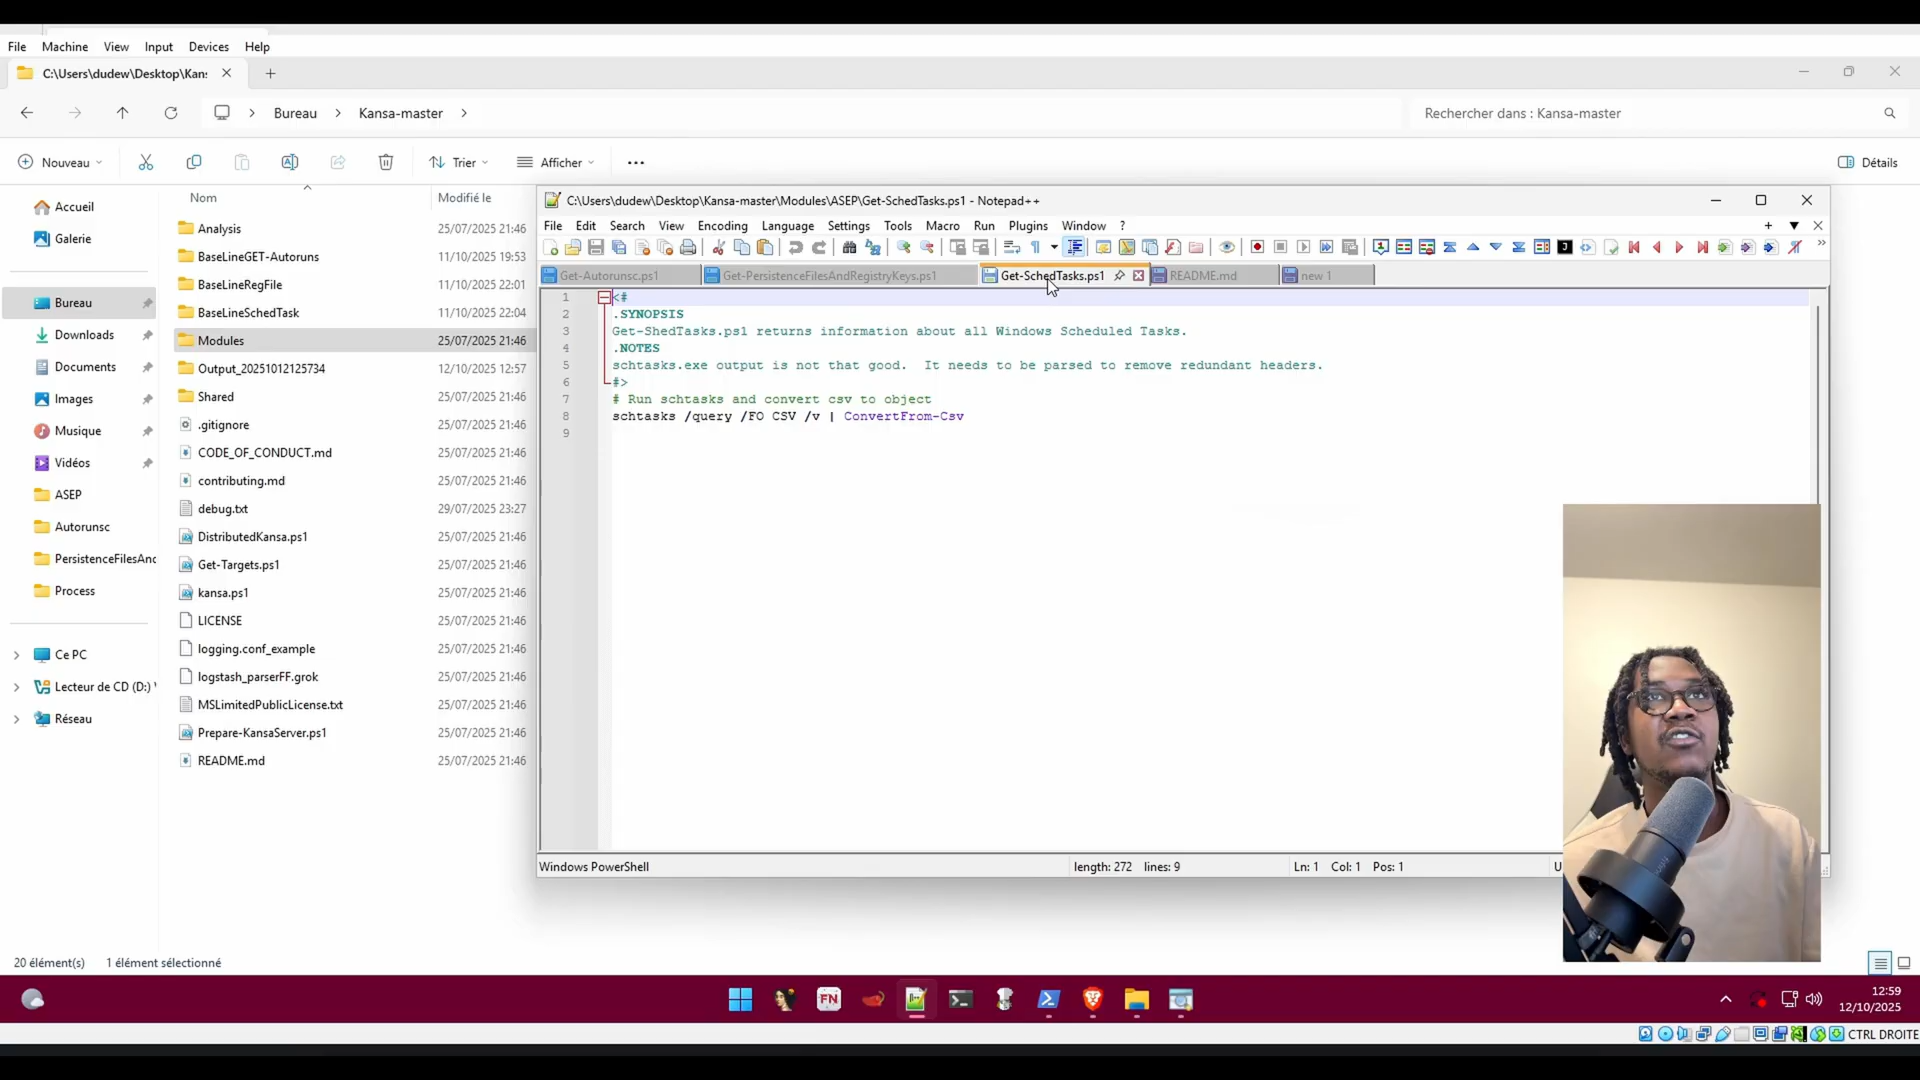 File Machine View Input Devices Help
C:\Users\dudew\Desktop\Kan:
Bureau Kansa-master
Rechercher dans : Kansa-master
Nouveau Trier Afficher Détails
Accueil
Galerie
Bureau
Downloads
Documents
Images
Musique
Vidéos
ASEP
Autorunsc
PersistenceFilesAnc
Process
Ce PC
Lecteur de CD (D:)
Réseau
Nom Modifié le
Analysis 25/07/2025 21:46
BaseLineGET-Autoruns 11/10/2025 19:53
BaseLineRegFile 11/10/2025 22:01
BaseLineSchedTask 11/10/2025 22:04
Modules 25/07/2025 21:46
Output_20251012125734 12/10/2025 12:57
Shared 25/07/2025 21:46
.gitignore 25/07/2025 21:46
CODE_OF_CONDUCT.md 25/07/2025 21:46
contributing.md 25/07/2025 21:46
debug.txt 29/07/2025 23:27
DistributedKansa.ps1 25/07/2025 21:46
Get-Targets.ps1 25/07/2025 21:46
kansa.ps1 25/07/2025 21:46
LICENSE 25/07/2025 21:46
logging.conf_example 25/07/2025 21:46
logstash_parserFF.grok 25/07/2025 21:46
MSLimitedPublicLicense.txt 25/07/2025 21:46
Prepare-KansaServer.ps1 25/07/2025 21:46
README.md 25/07/2025 21:46
C:\Users\dudew\Desktop\Kansa-master\Modules\ASEP\Get-SchedTasks.ps1 - Notepad++
File Edit Search View Encoding Language Settings Tools Macro Run Plugins Window ?
Get-Autorunsc.ps1 Get-PersistenceFilesAndRegistryKeys.ps1 Get-SchedTasks.ps1 README.md new 1
1 <#
2 .SYNOPSIS
3 Get-ShedTasks.ps1 returns information about all Windows Scheduled Tasks.
4 .NOTES
5 schtasks.exe output is not that good. It needs to be parsed to remove redundant headers.
6 #>
7 # Run schtasks and convert csv to object
8 schtasks /query /FO CSV /v | ConvertFrom-Csv
9
Windows PowerShell length: 272 lines: 9 Ln: 1 Col: 1 Pos: 1 U
20 élément(s) 1 élément sélectionné
FN
12:59
12/10/2025
CTRL DROITE